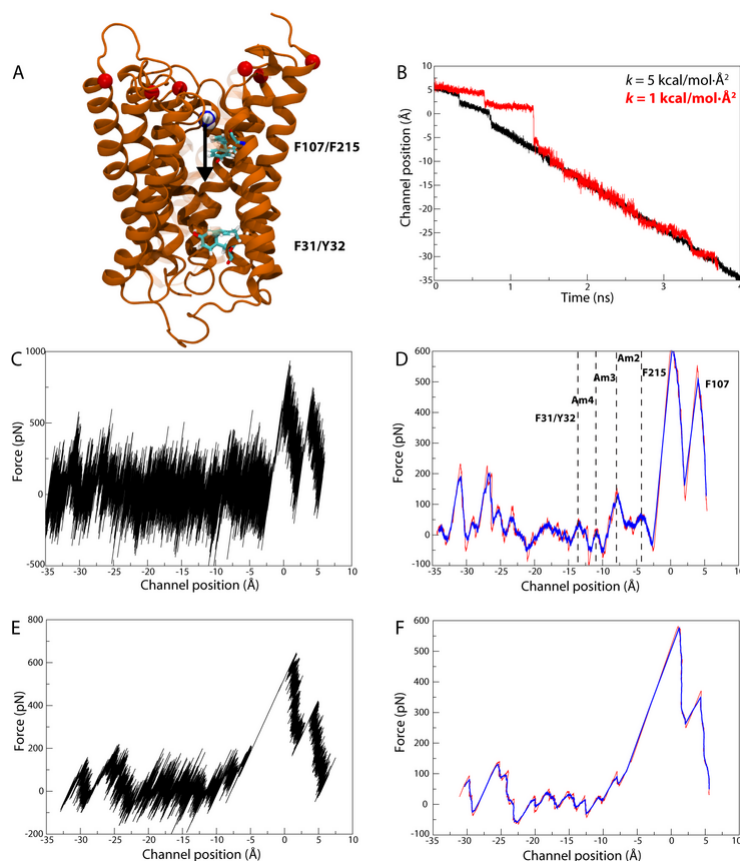 A
F107/F215
F31/Y32
B
k = 5 kcal/mol·Å²
k = 1 kcal/mol·Å²
Channel position (Å)
10
5
0
-5
-10
-15
-20
-25
-30
-35
0 1 2 3 4
Time (ns)
C
Force (pN)
1000
500
0
-500
-35 -30 -25 -20 -15 -10 -5 0 5 10
Channel position (Å)
D
Force (pN)
600
500
400
300
200
100
0
-100
Am2
F215
F107
Am3
Am4
F31/Y32
-35 -30 -25 -20 -15 -10 -5 0 5 10
Channel position (Å)
E
Force (pN)
800
600
400
200
0
-200
-35 -30 -25 -20 -15 -10 -5 0 5 10
Channel position (Å)
F
Force (pN)
600
500
400
300
200
100
0
-100
-35 -30 -25 -20 -15 -10 -5 0 5 10
Channel position (Å)